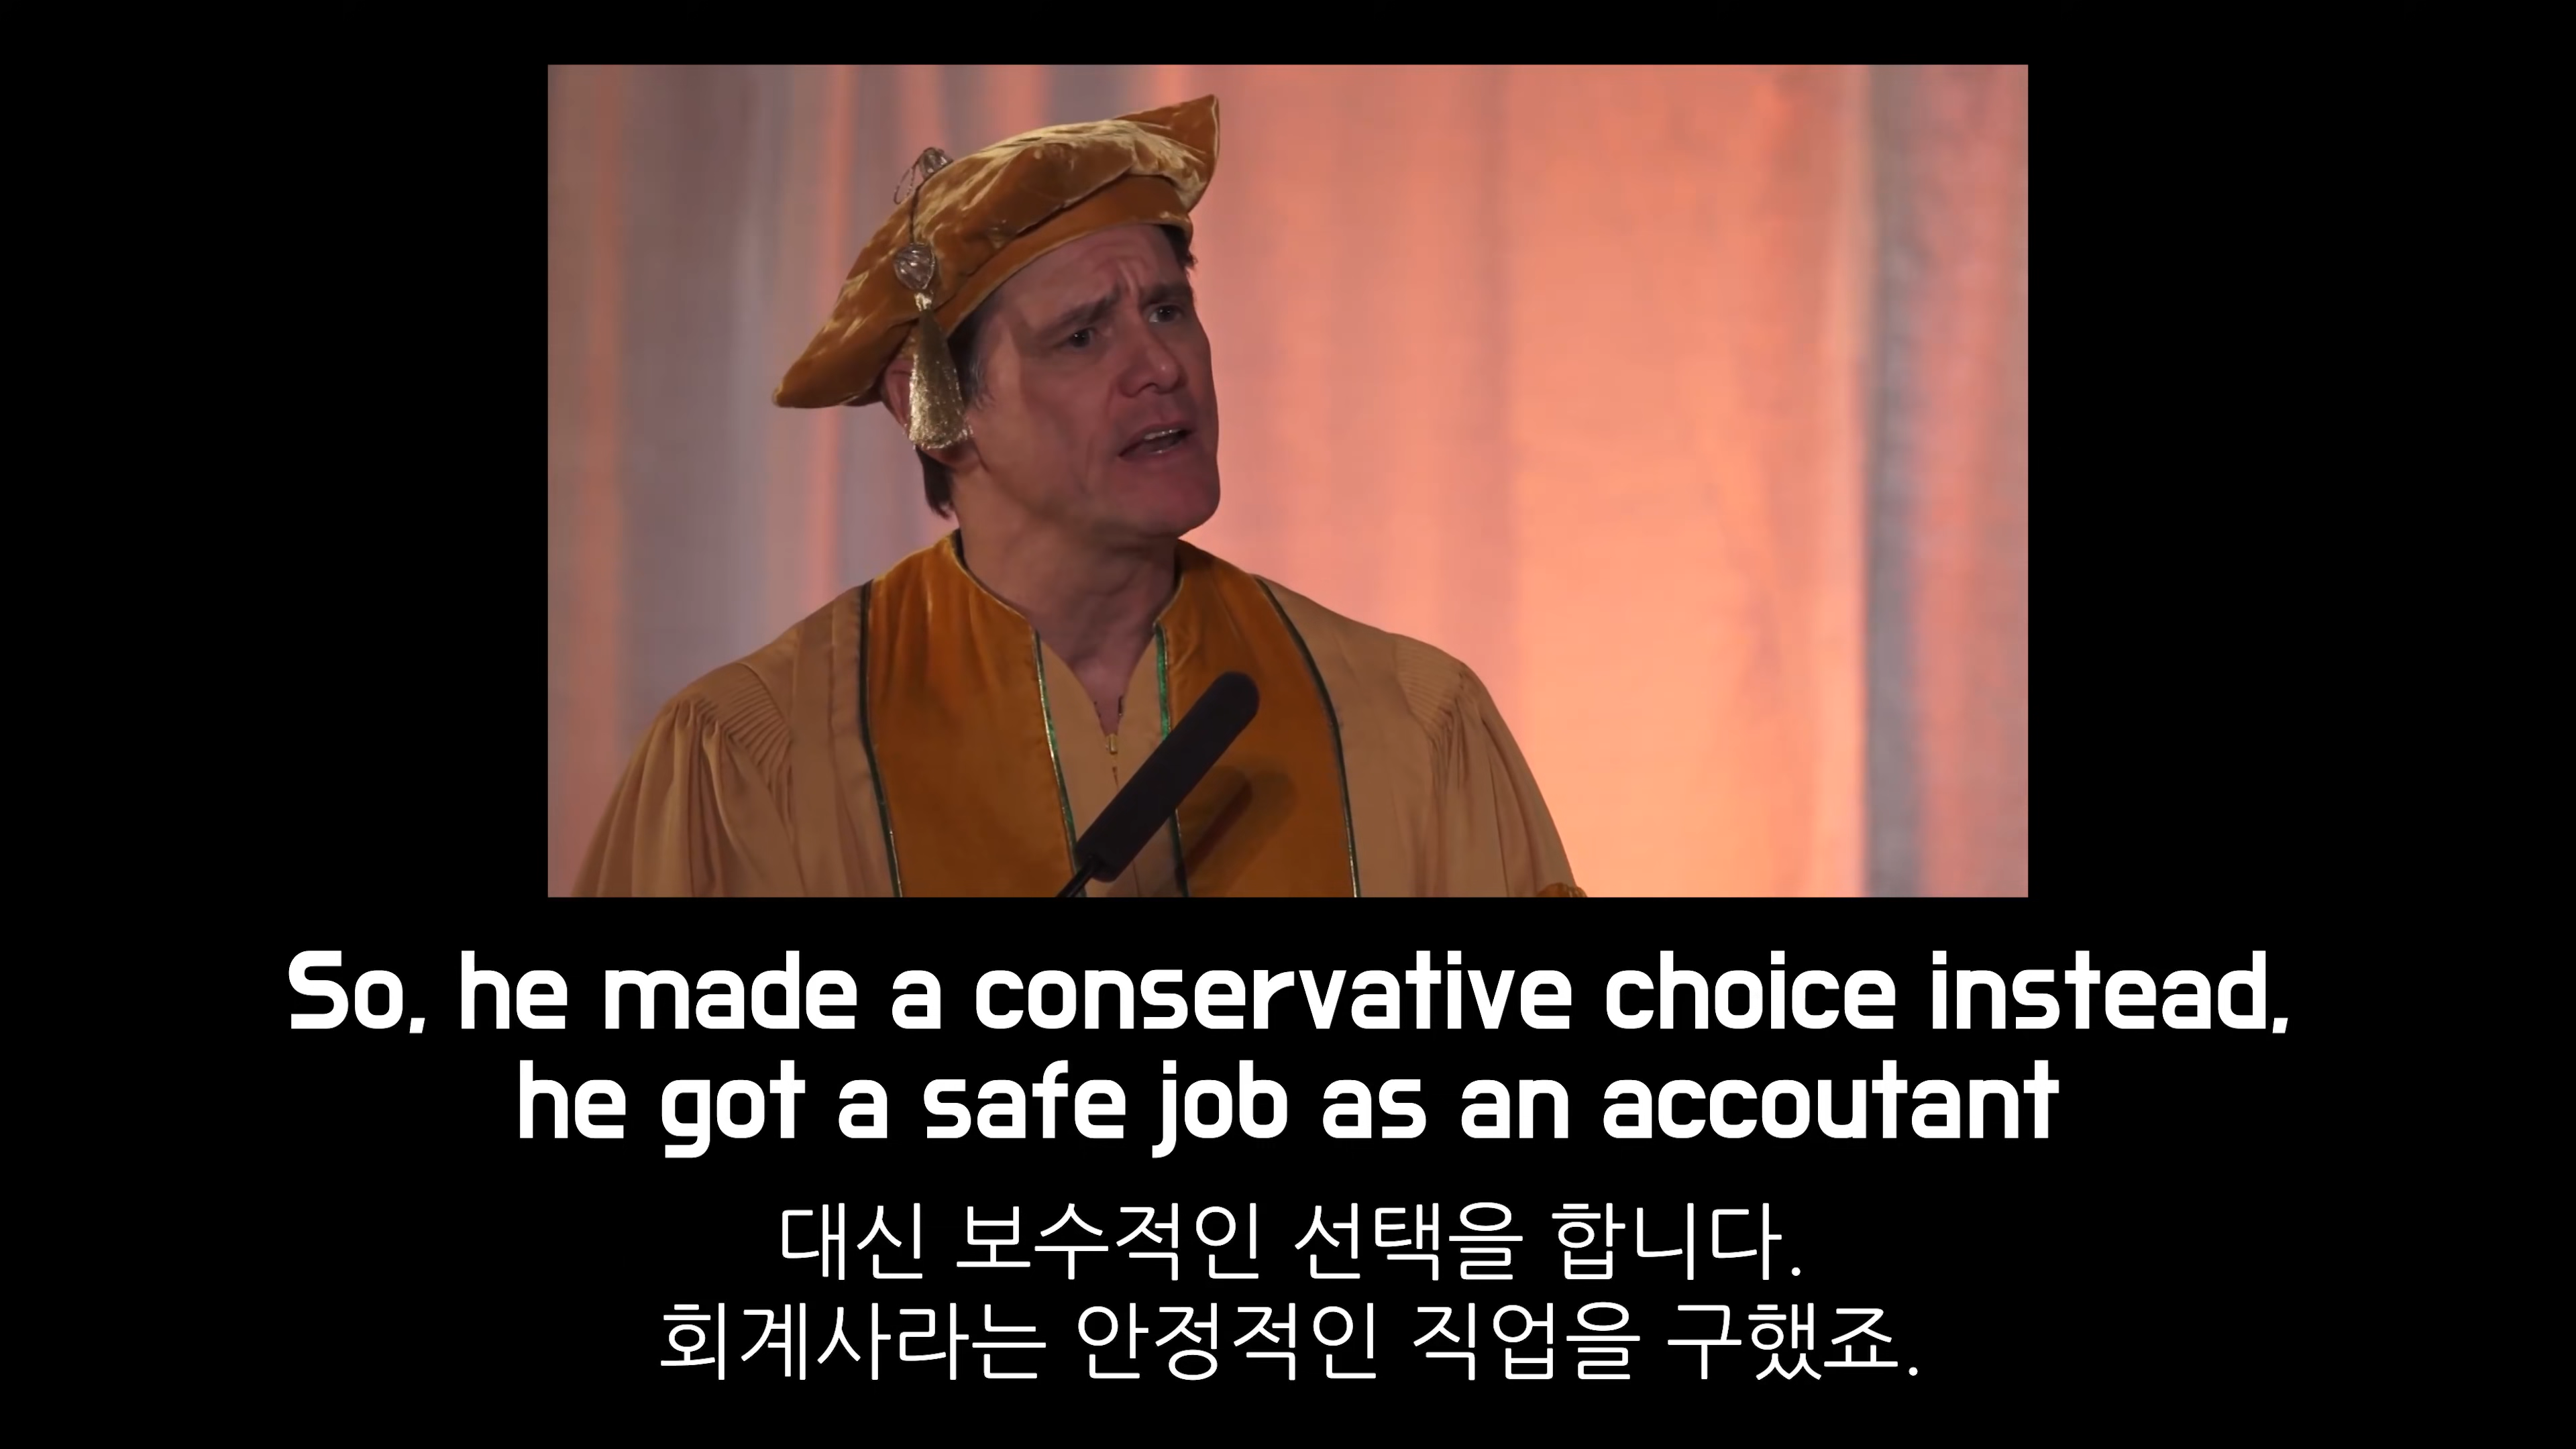 So, he made a conservative choice instead,
he got a safe job as an accoutant
대신 보수적인 선택을 합니다.
회계사라는 안정적인 직업을 구했죠.